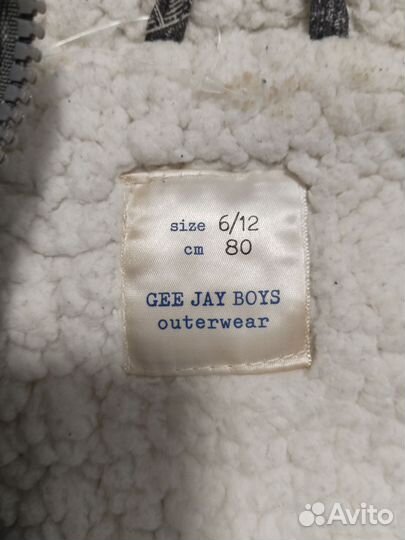 size 6/12
cm 80
GEE JAY BOYS
outerwear
Avito